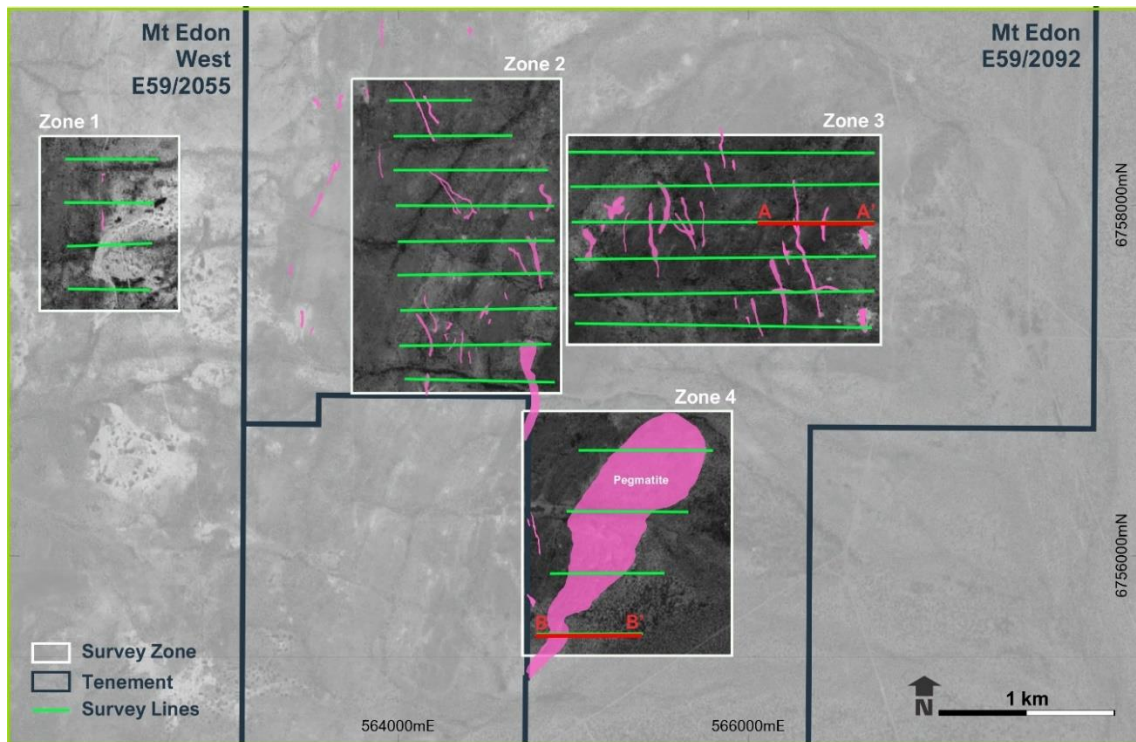 Mt Edon
West
E59/2055
Mt Edon
E59/2092
Zone 1
Zone 2
Zone 3
A
A'
Zone 4
Pegmatite
B
B'
6758000mN
6756000mN
Survey Zone
Tenement
Survey Lines
564000mE
566000mE
N
1 km